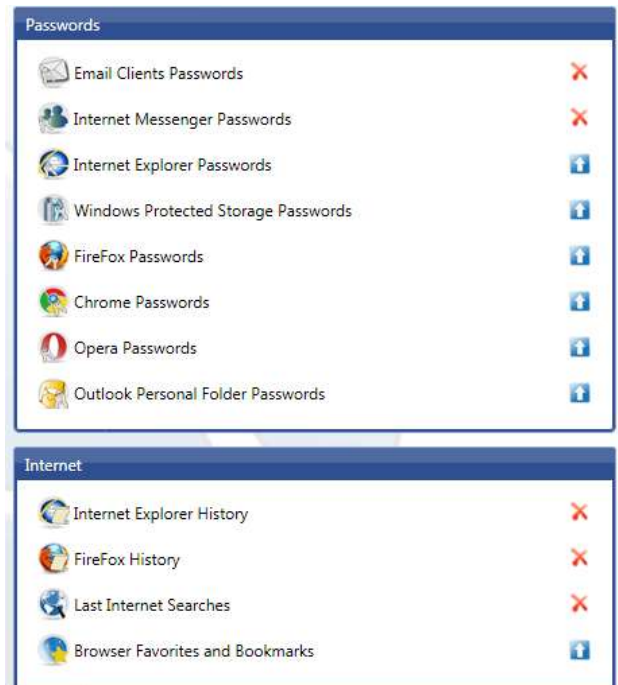 Passwords
Email Clients Passwords
Internet Messenger Passwords
Internet Explorer Passwords
Windows Protected Storage Passwords
FireFox Passwords
Chrome Passwords
Opera Passwords
Outlook Personal Folder Passwords
Internet
Internet Explorer History
FireFox History
Last Internet Searches
Browser Favorites and Bookmarks